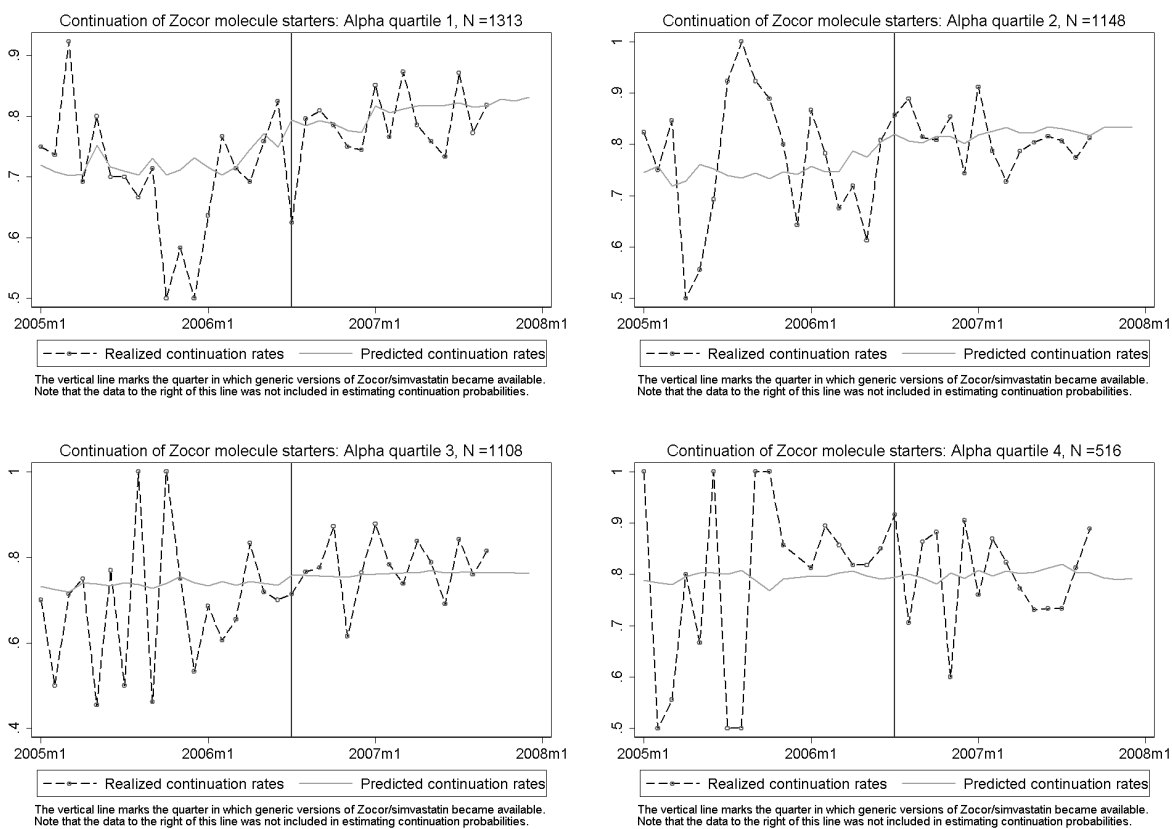 Continuation of Zocor molecule starters: Alpha quartile 1, N =1313
.9
.8
.7
.6
.5
2005m1 2006m1 2007m1 2008m1
Realized continuation rates Predicted continuation rates
The vertical line marks the quarter in which generic versions of Zocor/simvastatin became available.
Note that the data to the right of this line was not included in estimating continuation probabilities.
Continuation of Zocor molecule starters: Alpha quartile 2, N =1148
1
.9
.8
.7
.6
.5
2005m1 2006m1 2007m1 2008m1
Realized continuation rates Predicted continuation rates
The vertical line marks the quarter in which generic versions of Zocor/simvastatin became available.
Note that the data to the right of this line was not included in estimating continuation probabilities.
Continuation of Zocor molecule starters: Alpha quartile 3, N =1108
1
.8
.6
.4
2005m1 2006m1 2007m1 2008m1
Realized continuation rates Predicted continuation rates
The vertical line marks the quarter in which generic versions of Zocor/simvastatin became available.
Note that the data to the right of this line was not included in estimating continuation probabilities.
Continuation of Zocor molecule starters: Alpha quartile 4, N =516
1
.9
.8
.7
.6
.5
2005m1 2006m1 2007m1 2008m1
Realized continuation rates Predicted continuation rates
The vertical line marks the quarter in which generic versions of Zocor/simvastatin became available.
Note that the data to the right of this line was not included in estimating continuation probabilities.